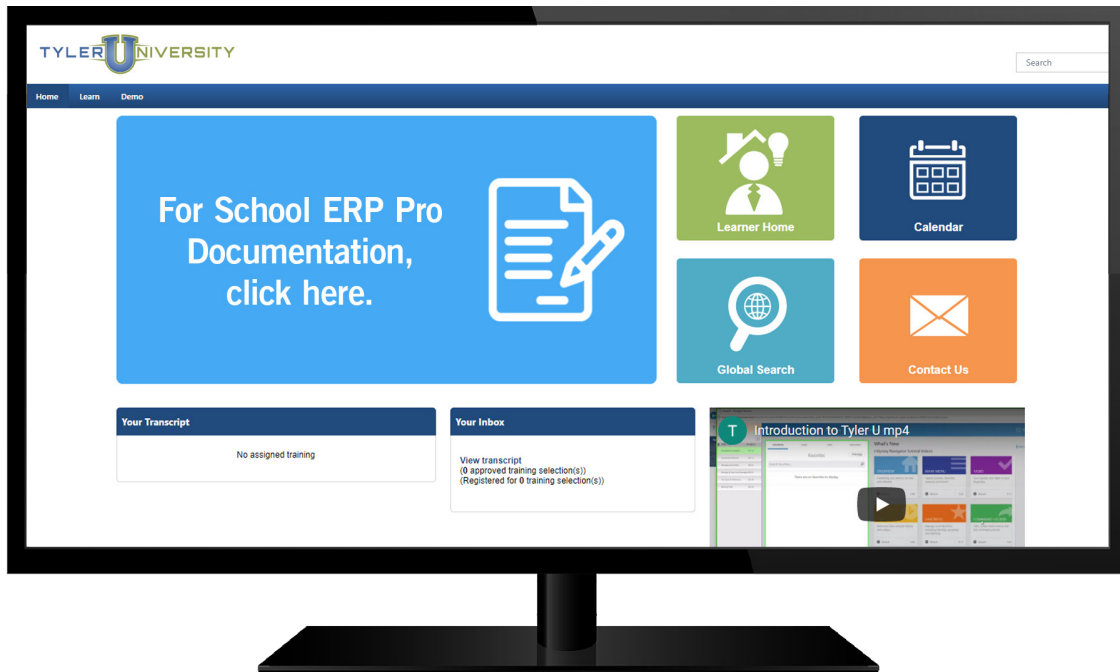 TYLER UNIVERSITY
Search
Home Learn Demo
For School ERP Pro
Documentation,
click here.
Learner Home
Calendar
Global Search
Contact Us
Your Transcript
No assigned training
Your Inbox
View transcript
(0 approved training selection(s))
(Registered for 0 training selection(s))
T
Introduction to Tyler U mp4
What's New